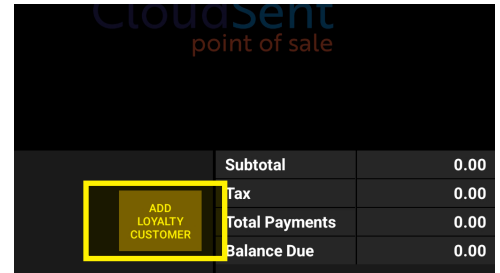 CloudSent
point of sale
Subtotal 0.00
Tax 0.00
Total Payments 0.00
Balance Due 0.00
ADD
LOYALTY
CUSTOMER